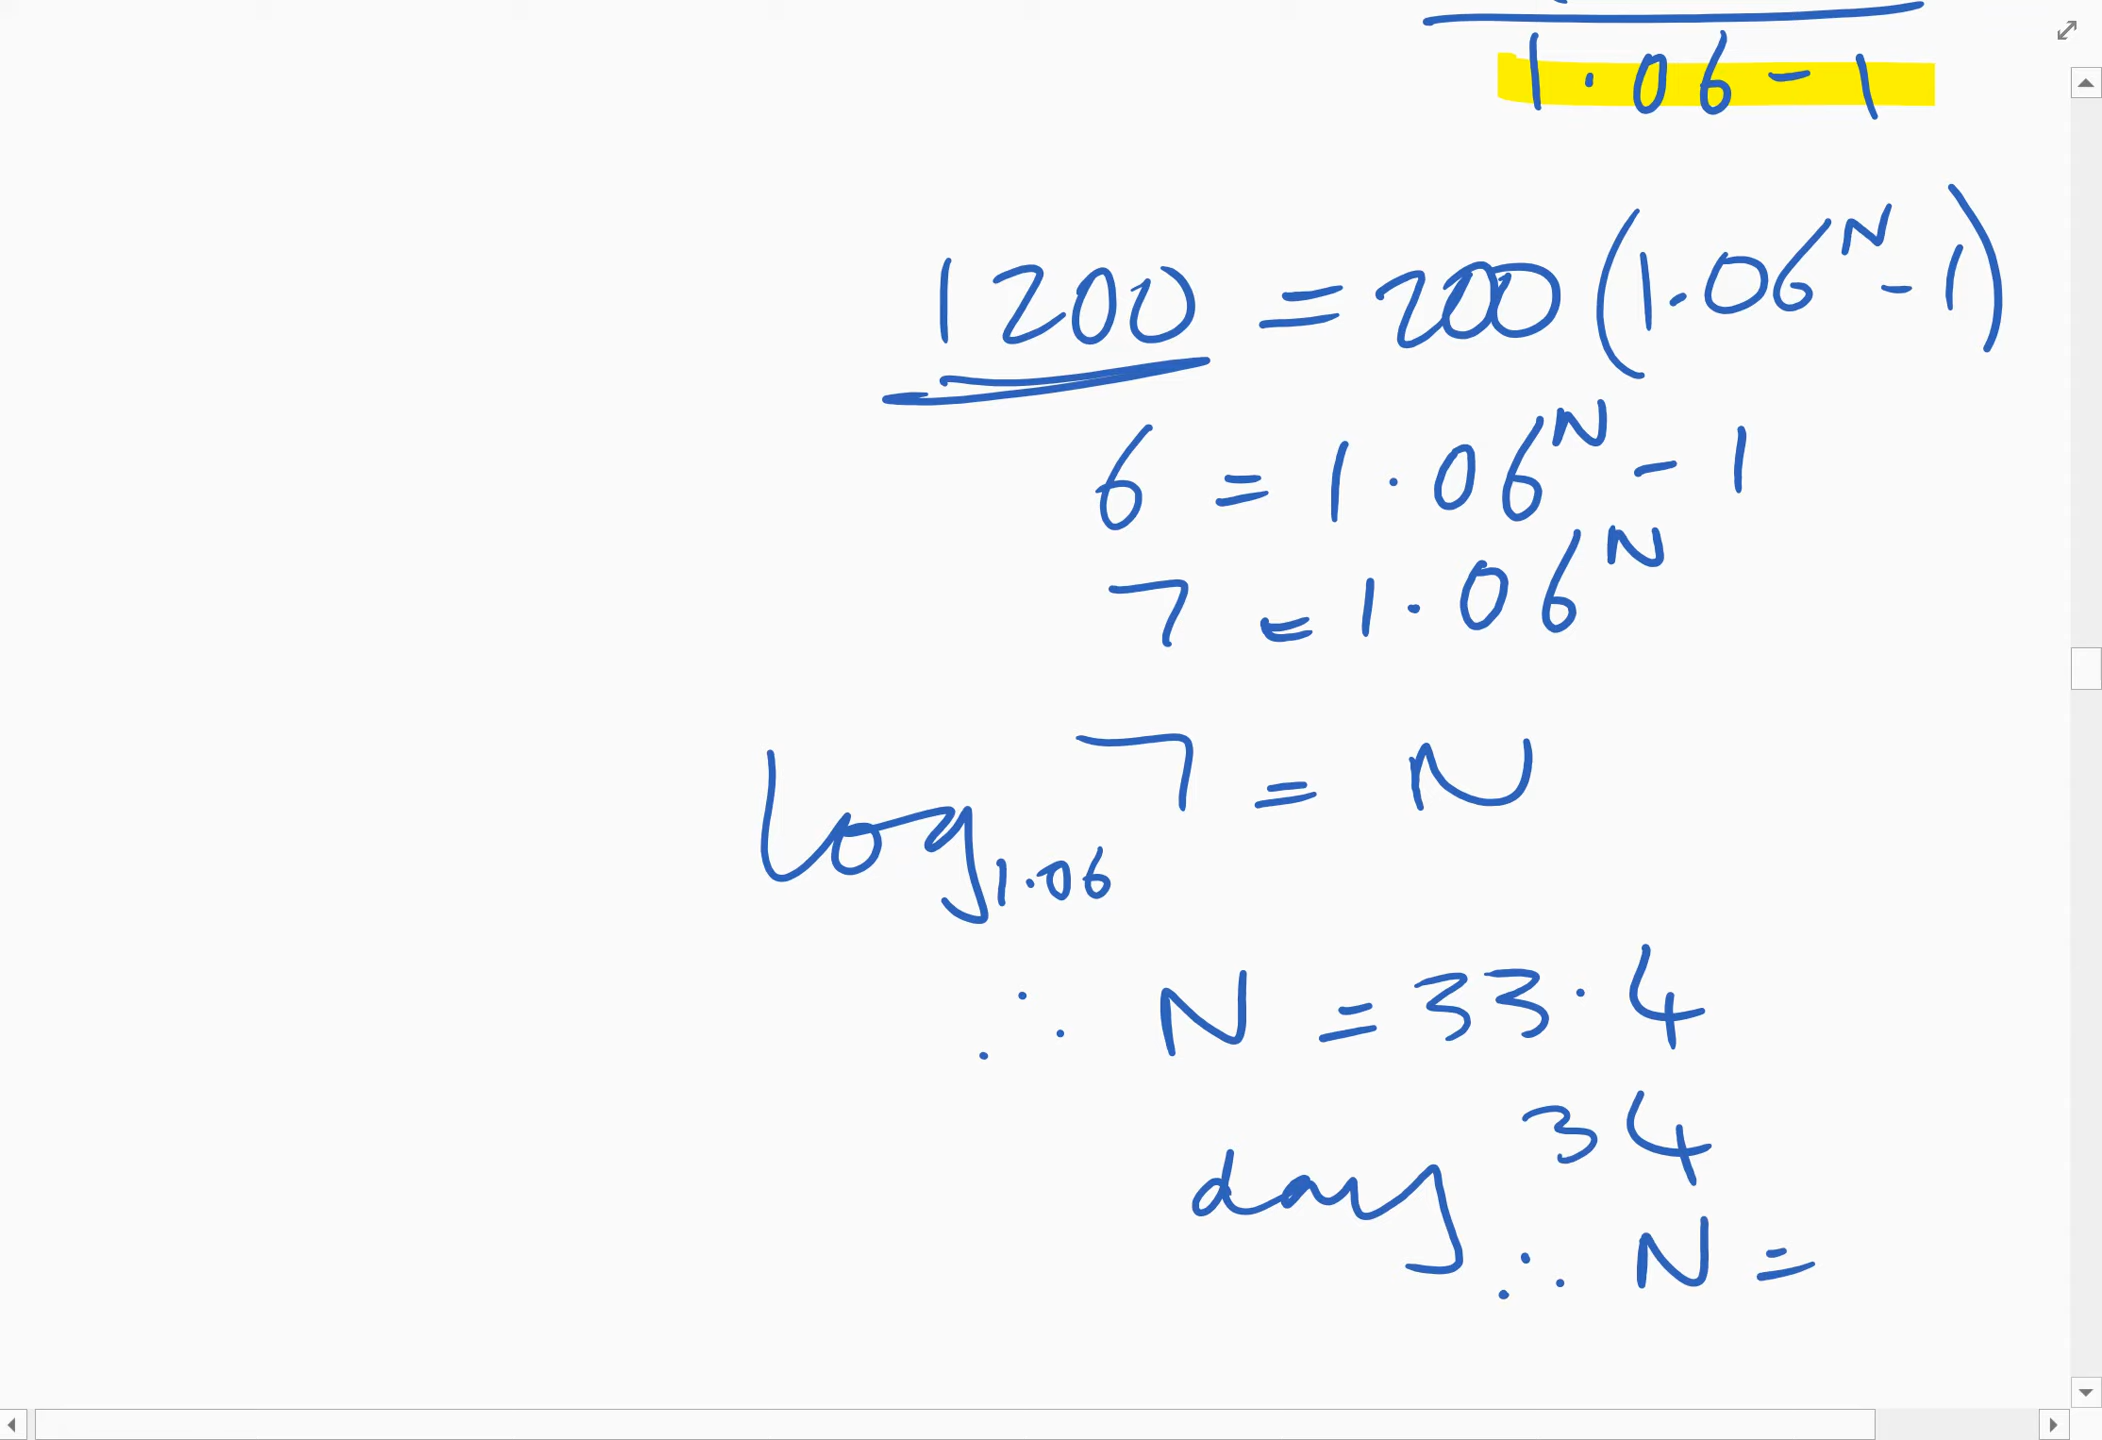 1.06-1
1200 = 200 (1.06^N - 1)
6 = 1.06^N - 1
7 = 1.06^N
log_1.06 7 = N
∴ N = 33.4
day 34
∴ N =